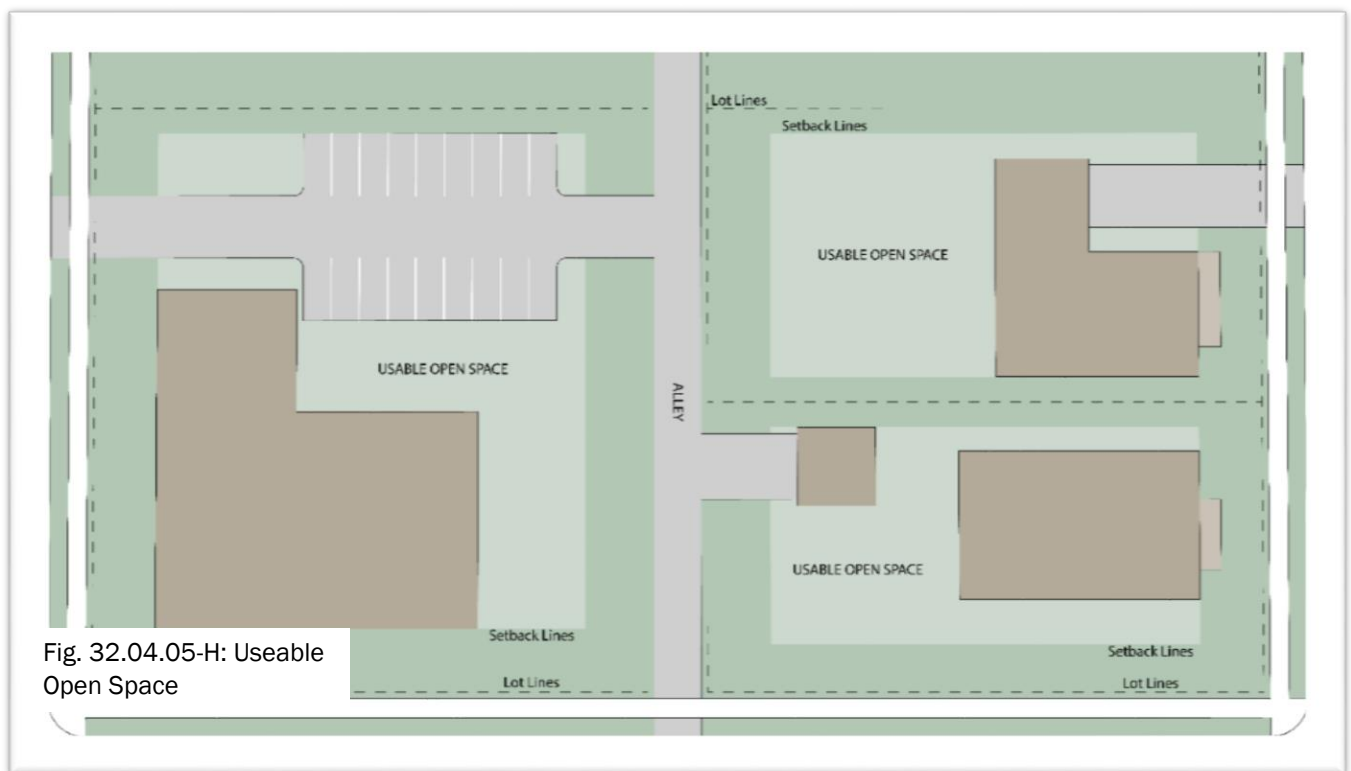 Lot Lines
Setback Lines
USABLE OPEN SPACE
USABLE OPEN SPACE
ALLEY
USABLE OPEN SPACE
Setback Lines
Setback Lines
Lot Lines
Lot Lines
Fig. 32.04.05-H: Useable
Open Space